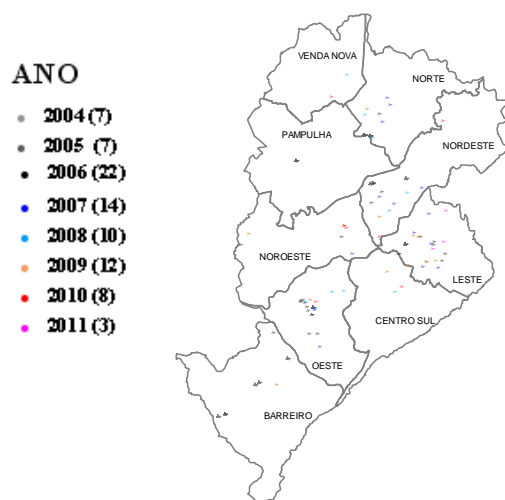 ANO
2004 (7)
2005 (7)
2006 (22)
2007 (14)
2008 (10)
2009 (12)
2010 (8)
2011 (3)
VENDA NOVA
NORTE
PAMPULHA
NORDESTE
NOROESTE
LESTE
CENTRO SUL
OESTE
BARREIRO